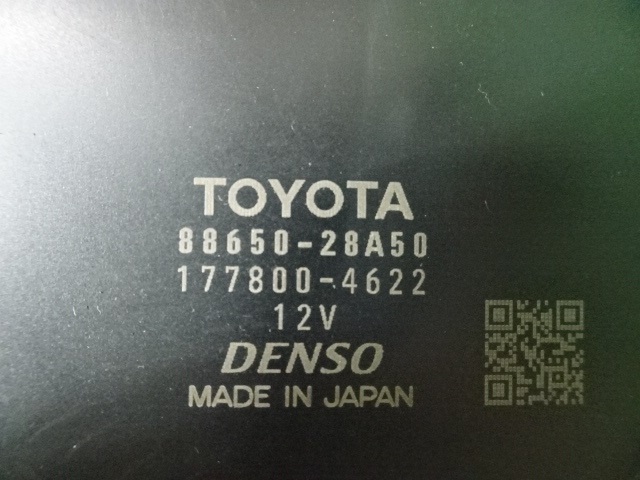 TOYOTA
88650-28A50
177800-4622
12V
DENSO
MADE IN JAPAN